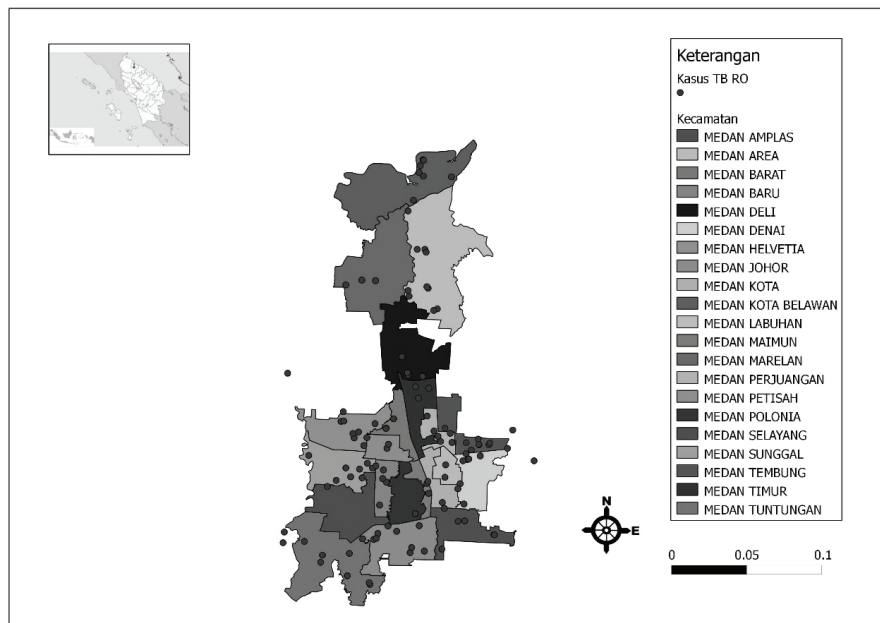 Keterangan
Kasus TB RO
Kecamatan
MEDAN AMPLAS
MEDAN AREA
MEDAN BARAT
MEDAN BARU
MEDAN DELI
MEDAN DENAI
MEDAN HELVETIA
MEDAN JOHOR
MEDAN KOTA
MEDAN KOTA BELAWAN
MEDAN LABUHAN
MEDAN MAIMUN
MEDAN MARELAN
MEDAN PERJUANGAN
MEDAN PETISAH
MEDAN POLONIA
MEDAN SELAYANG
MEDAN SUNGGAL
MEDAN TEMBUNG
MEDAN TIMUR
MEDAN TUNTUNGAN
N
E
0 0.05 0.1